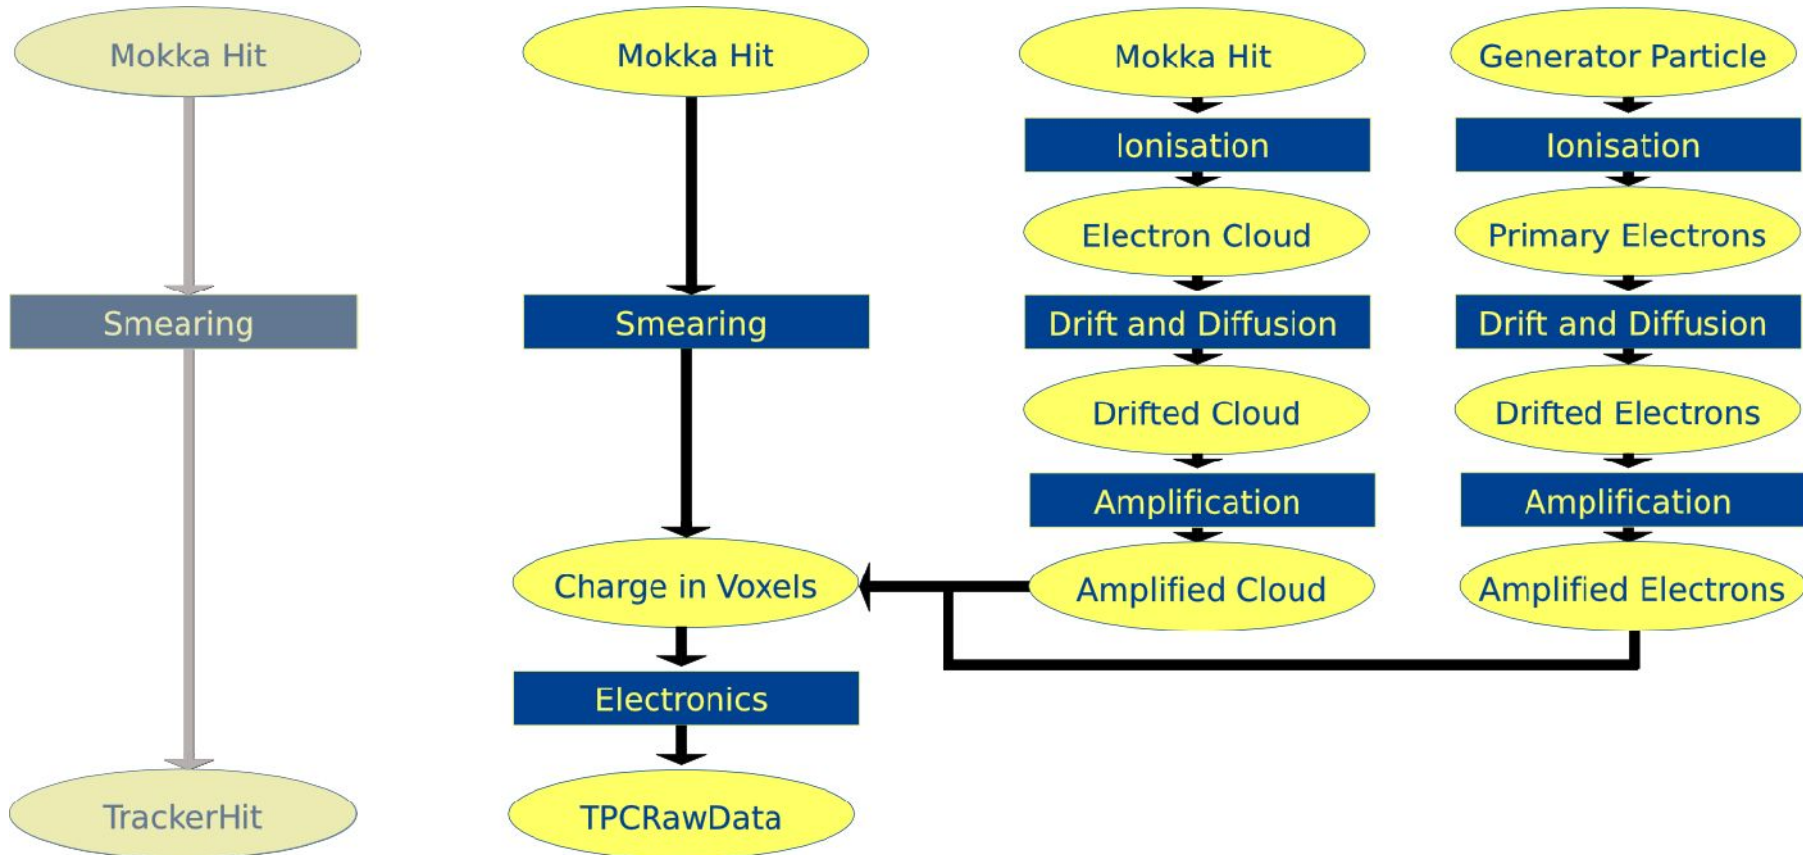 Mokka Hit
Smearing
TrackerHit
Mokka Hit
Smearing
Charge in Voxels
Electronics
TPCRawData
Mokka Hit
Ionisation
Electron Cloud
Drift and Diffusion
Drifted Cloud
Amplification
Amplified Cloud
Generator Particle
Ionisation
Primary Electrons
Drift and Diffusion
Drifted Electrons
Amplification
Amplified Electrons